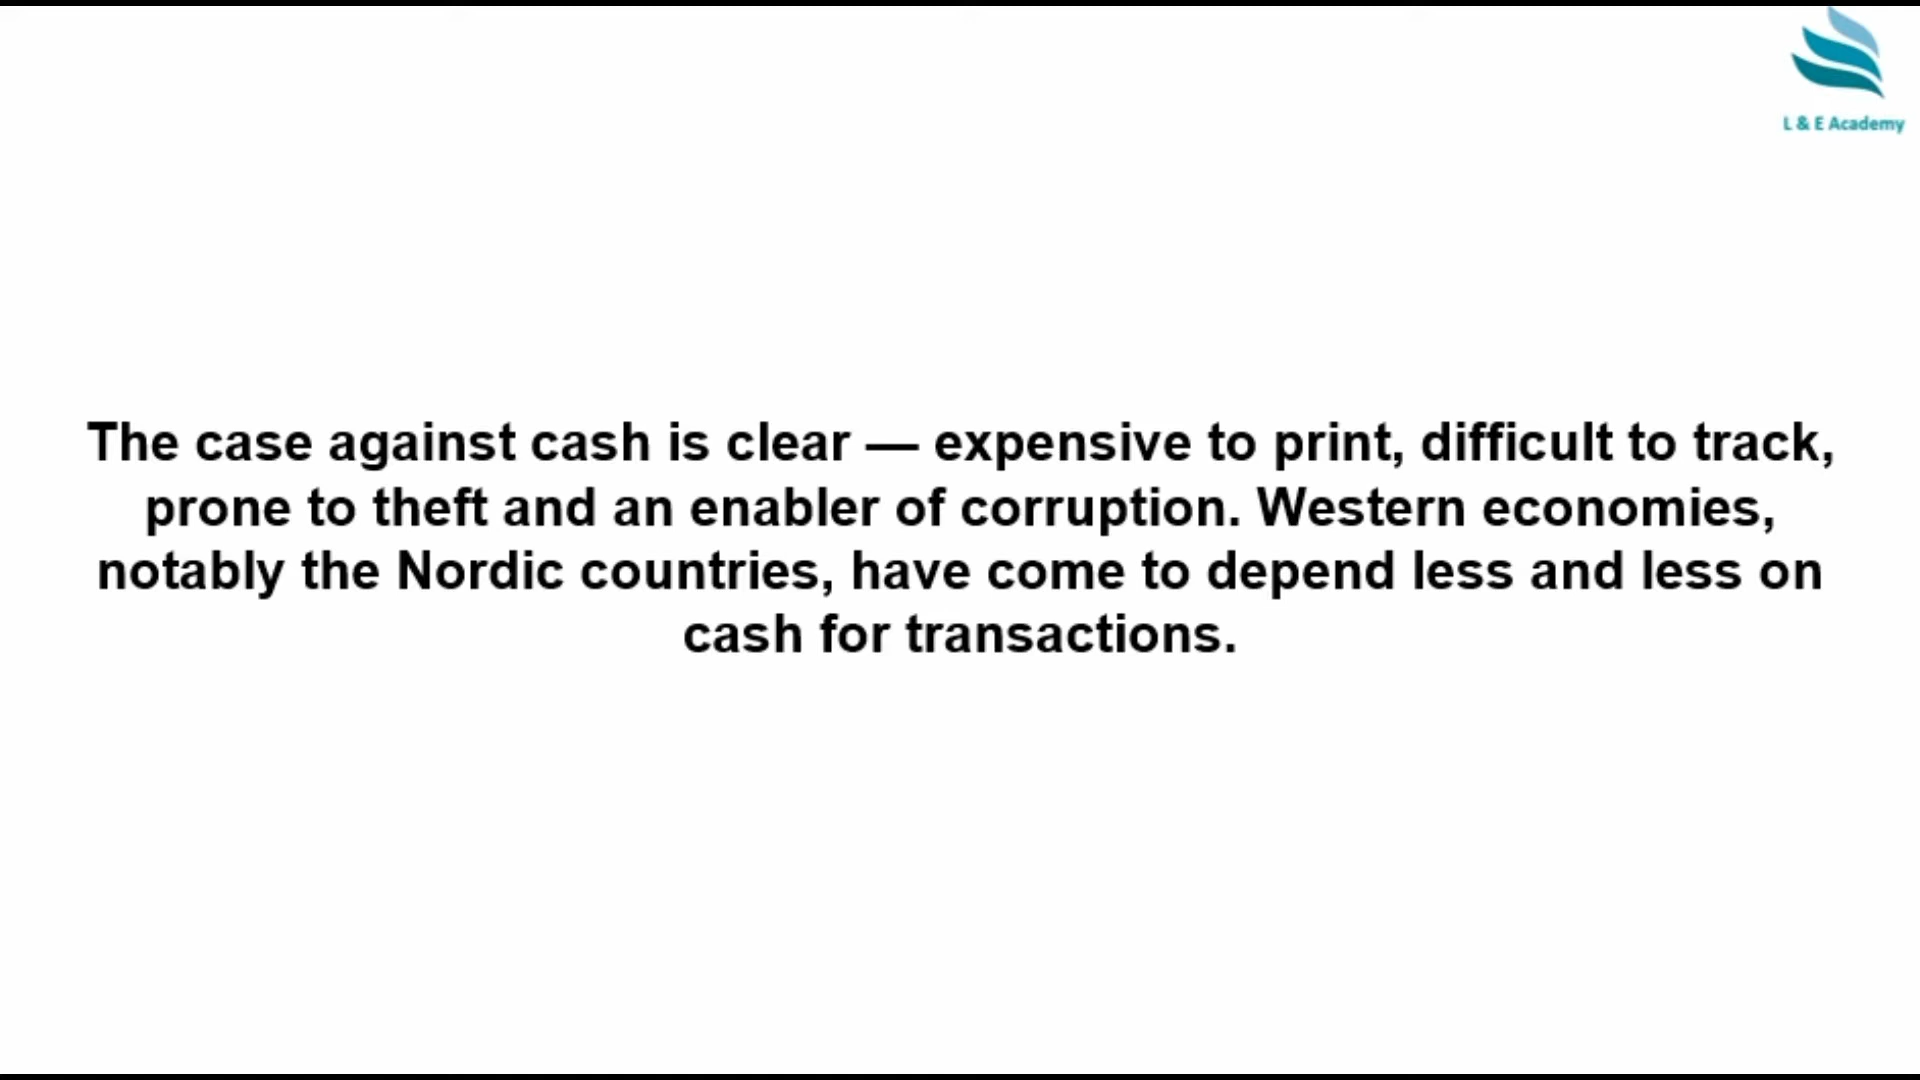 L & E Academy
The case against cash is clear — expensive to print, difficult to track,
prone to theft and an enabler of corruption. Western economies,
notably the Nordic countries, have come to depend less and less on
cash for transactions.